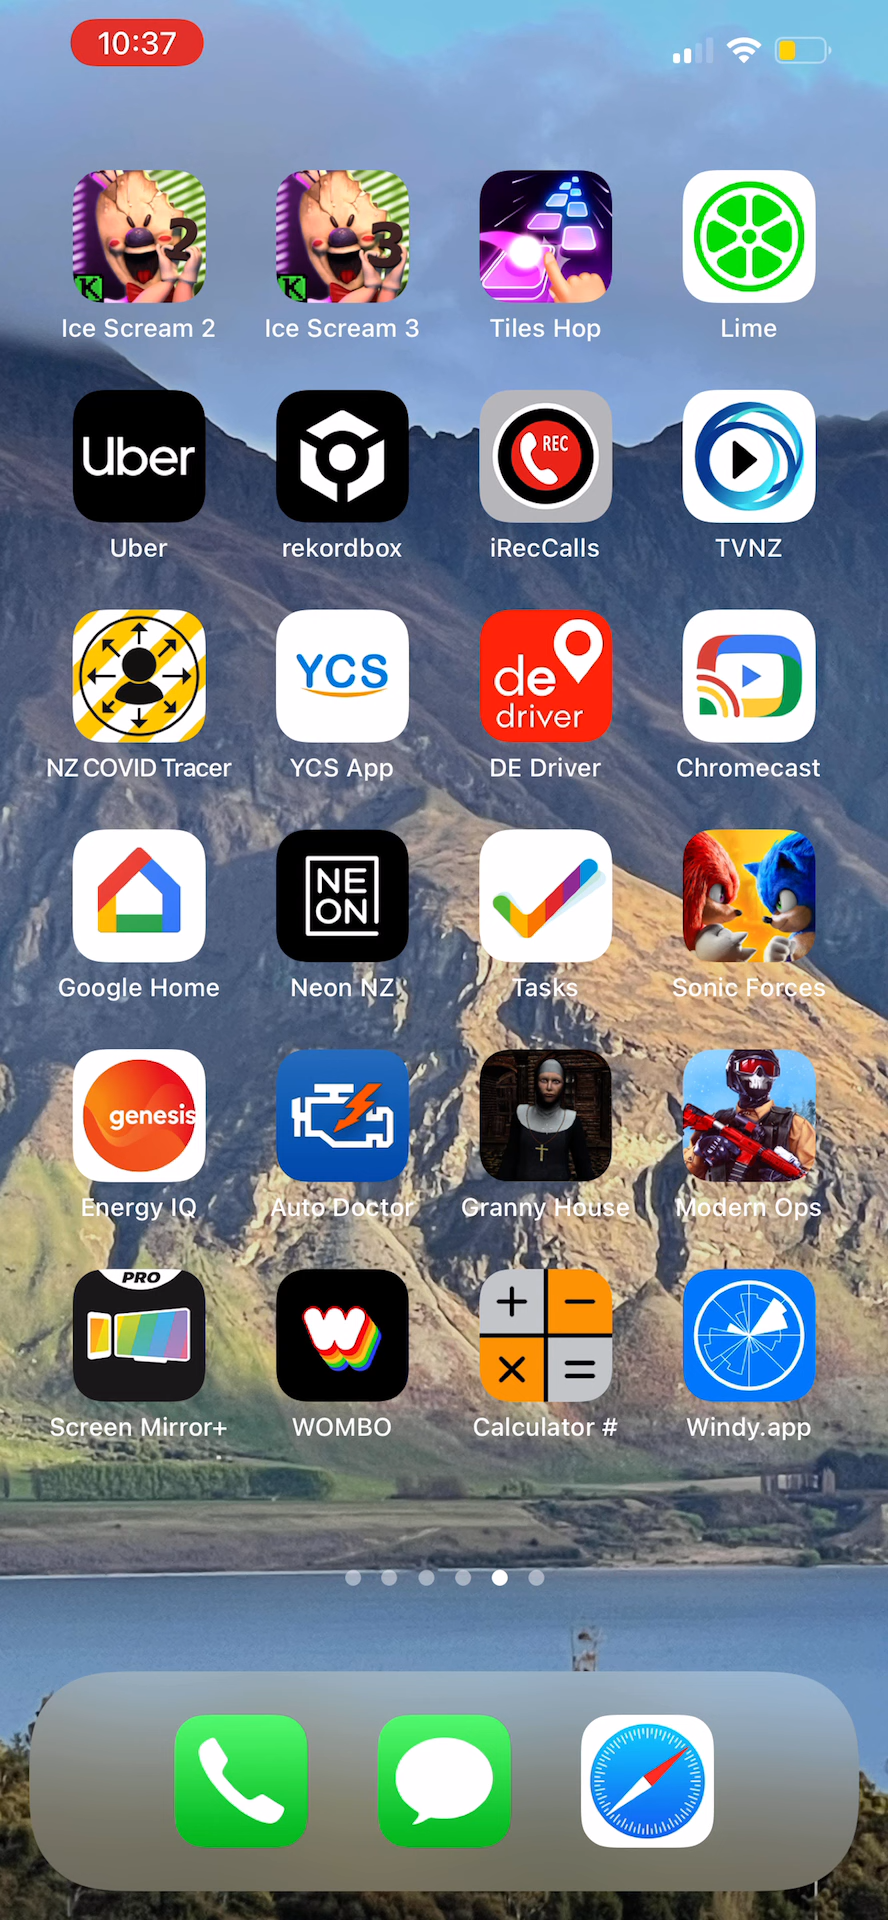 10:37
2
3
Ice Scream 2
Ice Scream 3
Tiles Hop
Lime
Uber
REC
Uber
rekordbox
iRecCalls
TVNZ
YCS
de
driver
NZ COVID Tracer
YCS App
DE Driver
Chromecast
NE
ON
Google Home
Neon NZ
Tasks
Sonic Forces
genesis
Energy IQ
Auto Doctor
Granny House
Modern Ops
PRO
W
Screen Mirror+
WOMBO
Calculator #
Windy.app